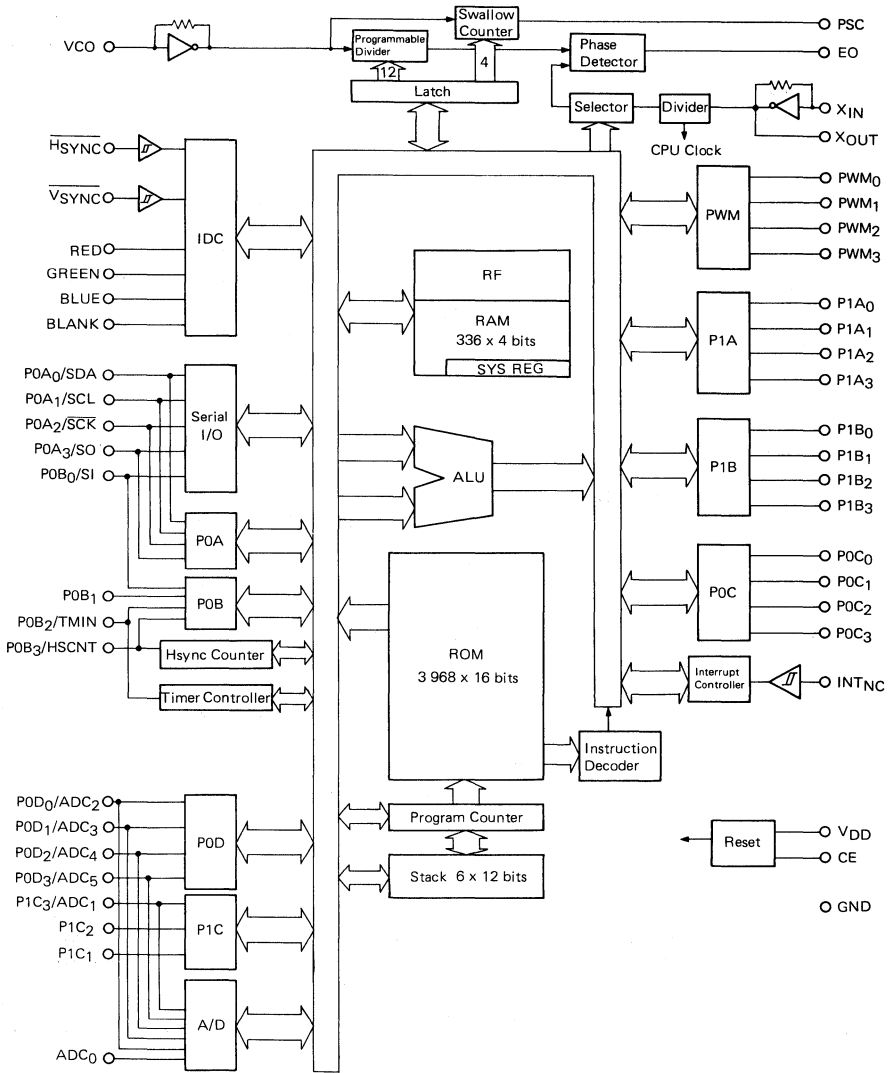 VCO
Programmable
Divider
Swallow
Counter
PSC
EO
Phase
Detector
12
4
Latch
Selector
Divider
CPU Clock
XIN
XOUT
HSYNC
VSYNC
RED
GREEN
BLUE
BLANK
IDC
PWM
PWM0
PWM1
PWM2
PWM3
RF
RAM
336 x 4 bits
SYS REG
P1A
P1A0
P1A1
P1A2
P1A3
P0A0/SDA
P0A1/SCL
P0A2/SCK
P0A3/SO
P0B0/SI
Serial
I/O
ALU
P1B
P1B0
P1B1
P1B2
P1B3
P0A
P0B1
P0B2/TMIN
P0B3/HSCNT
P0B
Hsync Counter
Timer Controller
ROM
3 968 x 16 bits
P0C
P0C0
P0C1
P0C2
P0C3
Interrupt
Controller
INTNC
Instruction
Decoder
Program Counter
Stack 6 x 12 bits
Reset
VDD
CE
GND
P0D0/ADC2
P0D1/ADC3
P0D2/ADC4
P0D3/ADC5
P1C3/ADC1
P1C2
P1C1
P0D
P1C
A/D
ADC0